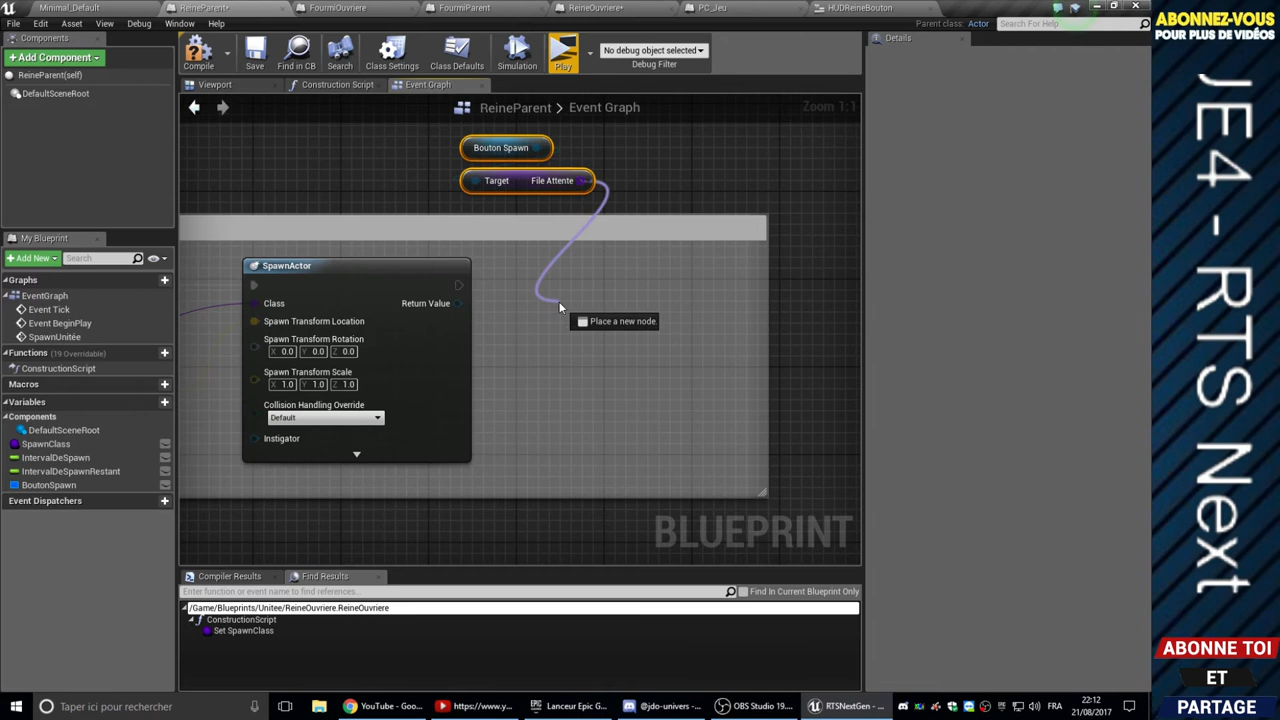 Minimal_Default
ReineParent*
FourmiOuvriere
FourmiParent
ReineOuvriere*
PC_Jeu
HUDReineBouton
File Edit Asset View Debug Window Help
Parent class: Actor
Search For Help
Components
+ Add Component
ReineParent(self)
DefaultSceneRoot
Compile
Save
Find in CB
Search
Class Settings
Class Defaults
Simulation
Play
No debug object selected
Debug Filter
Details
Viewport
Construction Script
Event Graph
ReineParent > Event Graph
Zoom 1:1
Bouton Spawn
Target File Attente
SpawnActor
Class Return Value
Spawn Transform Location
Spawn Transform Rotation
X 0.0 Y 0.0 Z 0.0
Spawn Transform Scale
X 1.0 Y 1.0 Z 1.0
Collision Handling Override
Default
Instigator
Place a new node.
BLUEPRINT
My Blueprint
+ Add New
Search
Graphs
EventGraph
Event Tick
Event BeginPlay
SpawnUnitée
Functions (19 Overridable)
ConstructionScript
Macros
Variables
Components
DefaultSceneRoot
SpawnClass
IntervalDeSpawn
IntervalDeSpawnRestant
BoutonSpawn
Event Dispatchers
Compiler Results
Find Results
Enter function or event name to find references...
Find In Current Blueprint Only
/Game/Blueprints/Unitee/ReineOuvriere.ReineOuvriere
ConstructionScript
Set SpawnClass
Taper ici pour rechercher
YouTube - Goo...
https://www.y...
Lanceur Epic G...
@jdo-univers - ...
OBS Studio 19....
RTSNextGen - ...
FR
22:12
21/08/2017
ABONNEZ-VOUS
POUR PLUS DE VIDÉOS
UE4 - RTS Next
ABONNE TOI
ET
PARTAGE